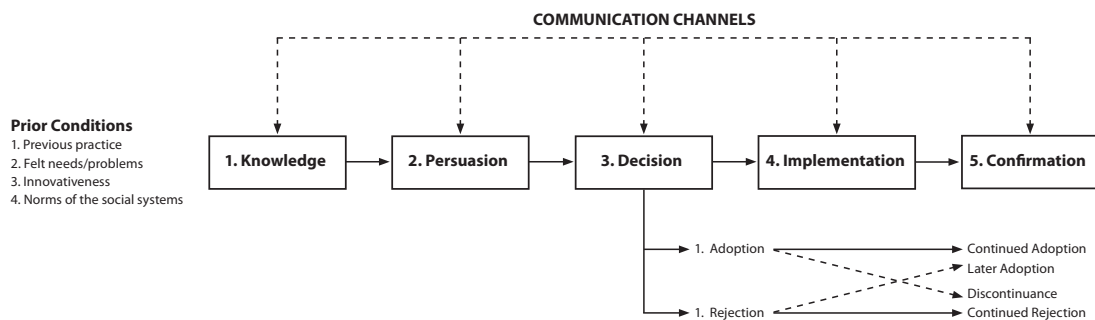 COMMUNICATION CHANNELS
Prior Conditions
1. Previous practice
2. Felt needs/problems
3. Innovativeness
4. Norms of the social systems
1. Knowledge
2. Persuasion
3. Decision
4. Implementation
5. Confirmation
1. Adoption
Continued Adoption
Later Adoption
Discontinuance
1. Rejection
Continued Rejection